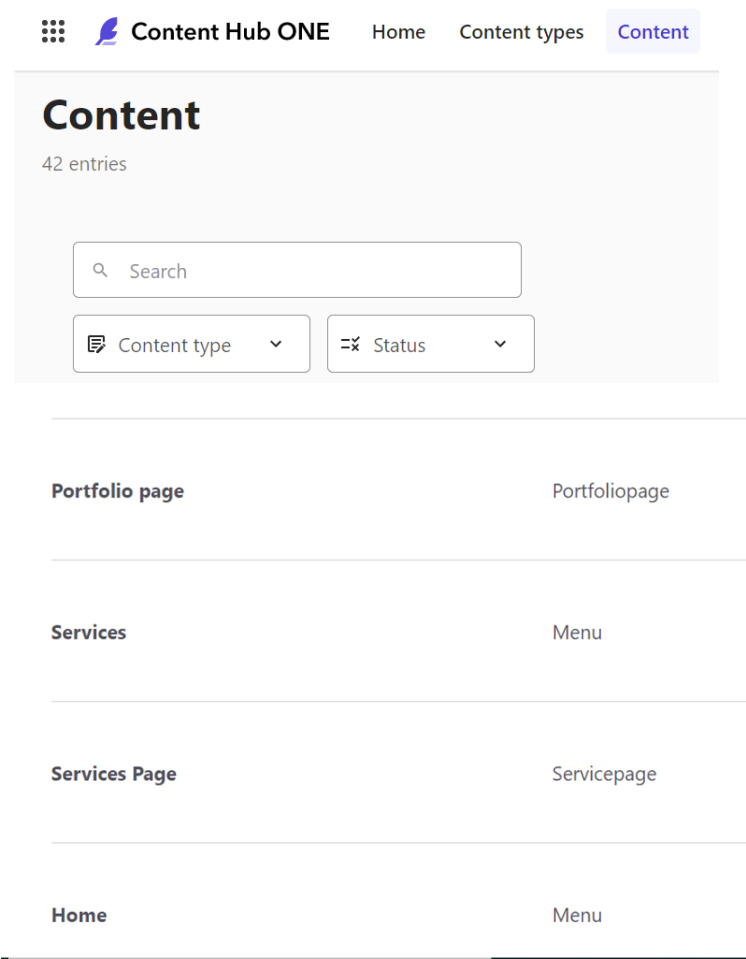 Content Hub ONE Home Content types Content
Content
42 entries
Search
Content type Status
Portfolio page Portfoliopage
Services Menu
Services Page Servicepage
Home Menu